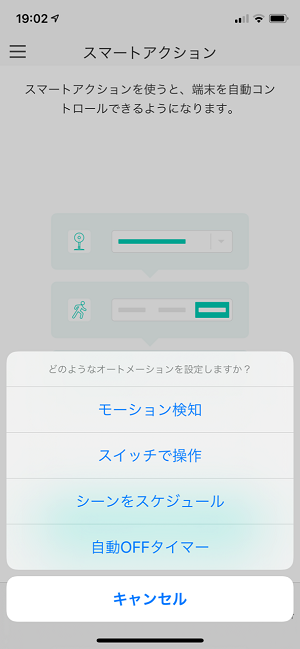 19:02
スマートアクション
スマートアクションを使うと、端末を自動コン
トロールできるようになります。
どのようなオートメーションを設定しますか？
モーション検知
スイッチで操作
シーンをスケジュール
自動OFFタイマー
キャンセル